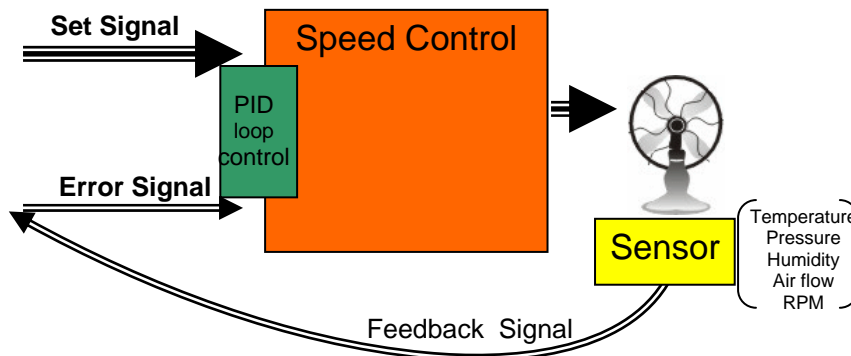 Set Signal
Speed Control
PID
loop
control
Error Signal
Sensor
Temperature
Pressure
Humidity
Air flow
RPM
Feedback Signal